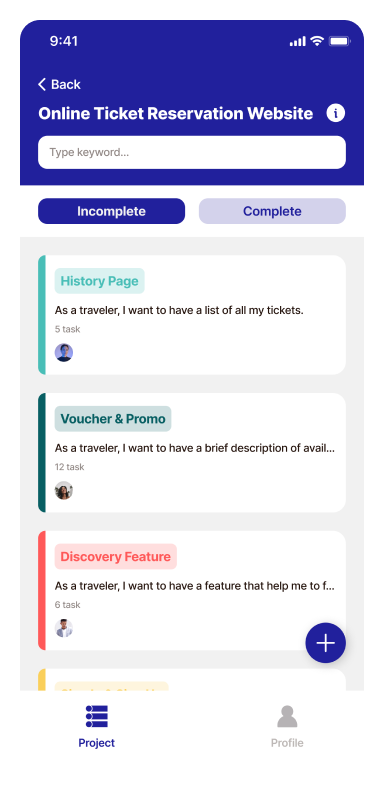 9:41
Back
Online Ticket Reservation Website
i
Type keyword...
Incomplete
Complete
History Page
As a traveler, I want to have a list of all my tickets.
5 task
Voucher & Promo
As a traveler, I want to have a brief description of avail...
12 task
Discovery Feature
As a traveler, I want to have a feature that help me to f...
6 task
Project
Profile